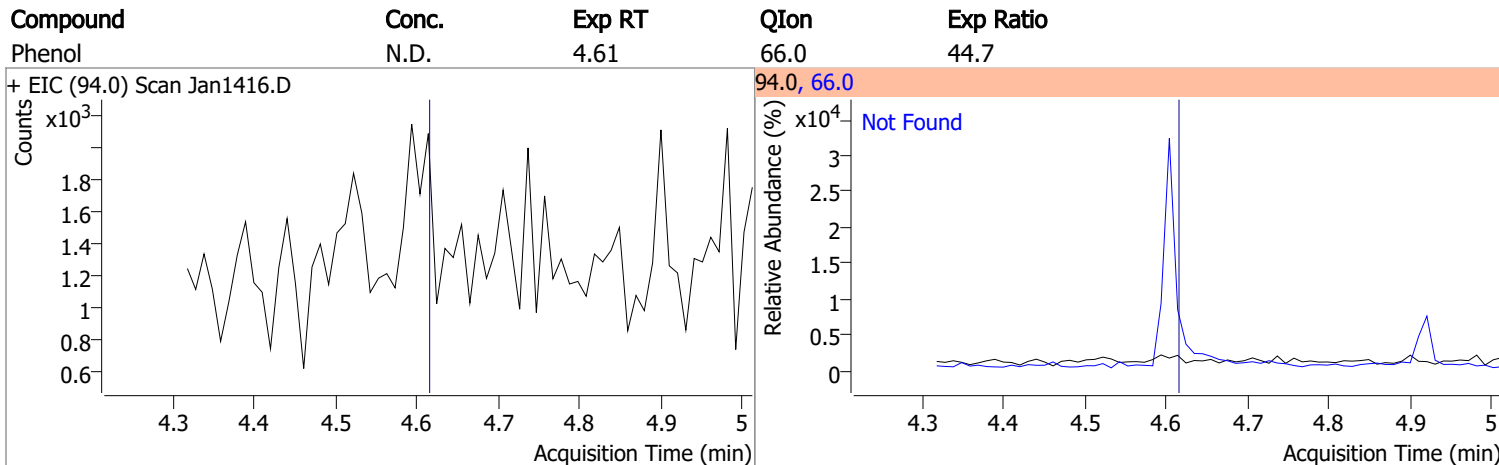 Compound Conc. Exp RT QIon Exp Ratio
Phenol N.D. 4.61 66.0 44.7
+ EIC (94.0) Scan Jan1416.D
Counts
x10³
1.8
1.6
1.4
1.2
1
0.8
0.6
4.3 4.4 4.5 4.6 4.7 4.8 4.9 5
Acquisition Time (min)
94.0, 66.0
Relative Abundance (%)
x10⁴
Not Found
3
2.5
2
1.5
1
0.5
0
4.3 4.4 4.5 4.6 4.7 4.8 4.9 5
Acquisition Time (min)